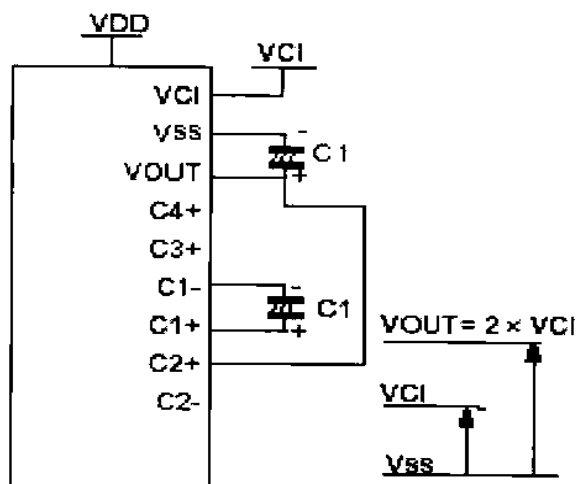 VDD
VCI
VCI
VSS
-
C1
VOUT
+
C4+
C3+
C1-
-
C1
C1+
+
VOUT = 2 × VCI
C2+
VCI
C2-
VSS